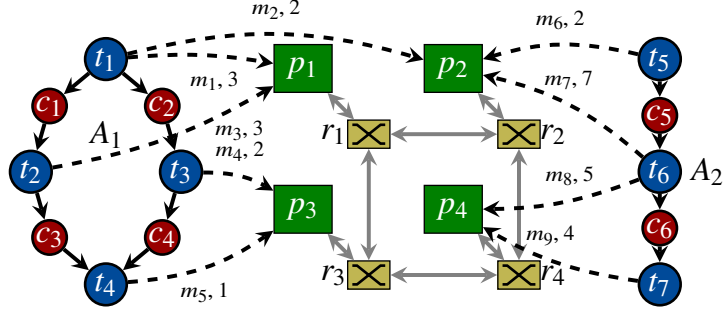 m₂, 2
m₆, 2
t₁
p₁
p₂
t₅
m₁, 3
m₇, 7
c₁
c₂
c₅
A₁
m₃, 3
r₁
r₂
m₄, 2
t₂
t₃
m₈, 5
t₆
A₂
p₃
p₄
c₃
c₄
m₉, 4
c₆
r₃
r₄
t₄
m₅, 1
t₇